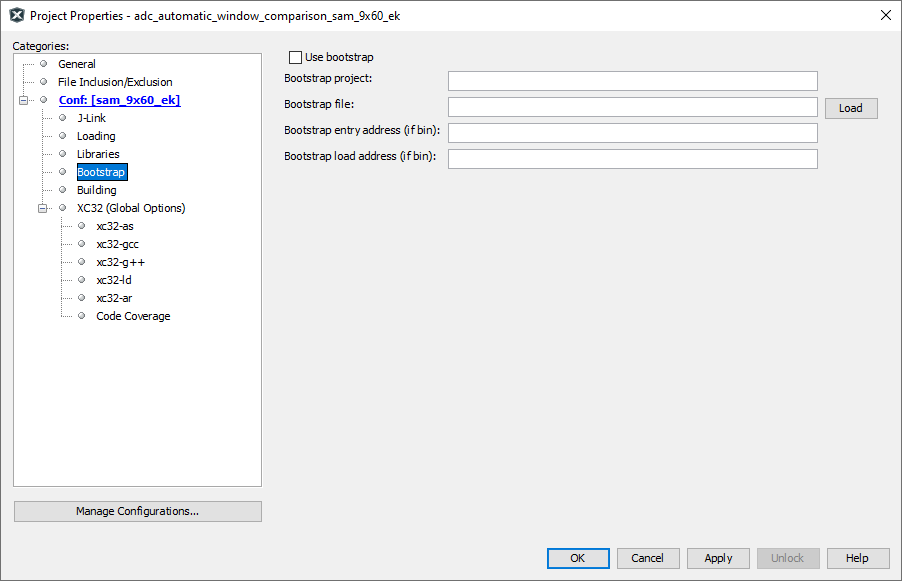 Project Properties - adc_automatic_window_comparison_sam_9x60_ek
Categories:
General
File Inclusion/Exclusion
Conf: [sam_9x60_ek]
J-Link
Loading
Libraries
Bootstrap
Building
XC32 (Global Options)
xc32-as
xc32-gcc
xc32-g++
xc32-ld
xc32-ar
Code Coverage
Manage Configurations...
Use bootstrap
Bootstrap project:
Bootstrap file:
Load
Bootstrap entry address (if bin):
Bootstrap load address (if bin):
OK
Cancel
Apply
Unlock
Help